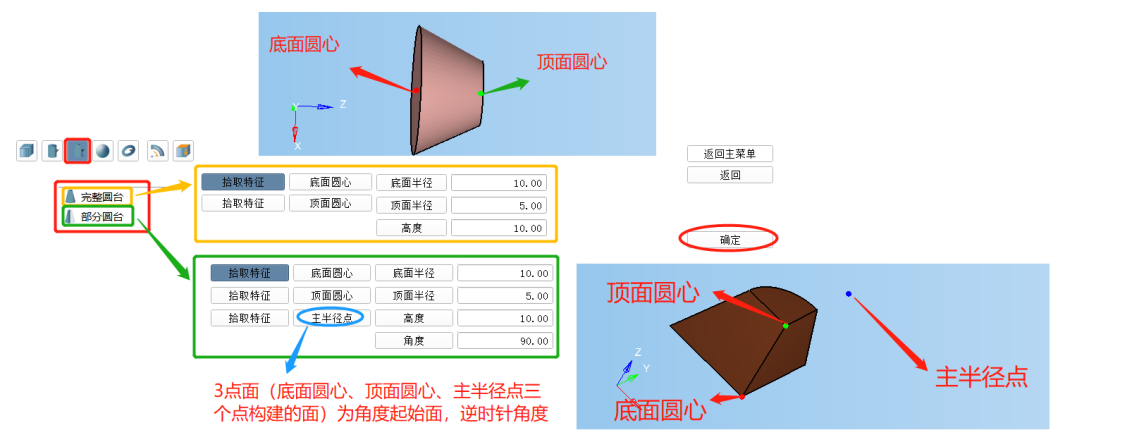 底面圆心
顶面圆心
Y
Z
X
完整圆台
部分圆台
拾取特征 底面圆心 底面半径 10.00
拾取特征 顶面圆心 顶面半径 5.00
高度 10.00
拾取特征 底面圆心 底面半径 10.00
拾取特征 顶面圆心 顶面半径 5.00
拾取特征 主半径点 高度 10.00
角度 90.00
3点面（底面圆心、顶面圆心、主半径点三
个点构建的面）为角度起始面，逆时针角度
返回主菜单
返回
确定
顶面圆心
主半径点
Z
Y
底面圆心